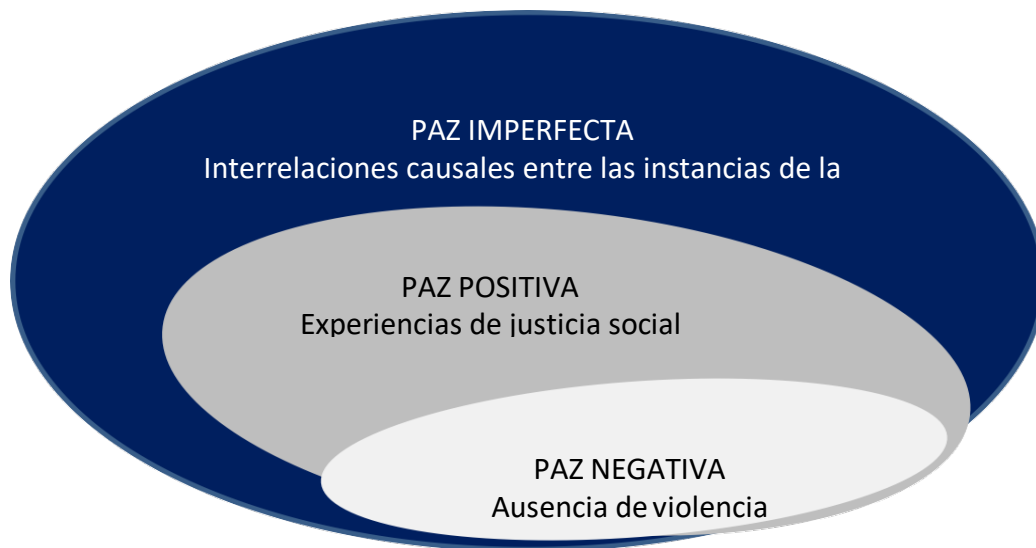 PAZ IMPERFECTA
Interrelaciones causales entre las instancias de la
PAZ POSITIVA
Experiencias de justicia social
PAZ NEGATIVA
Ausencia de violencia